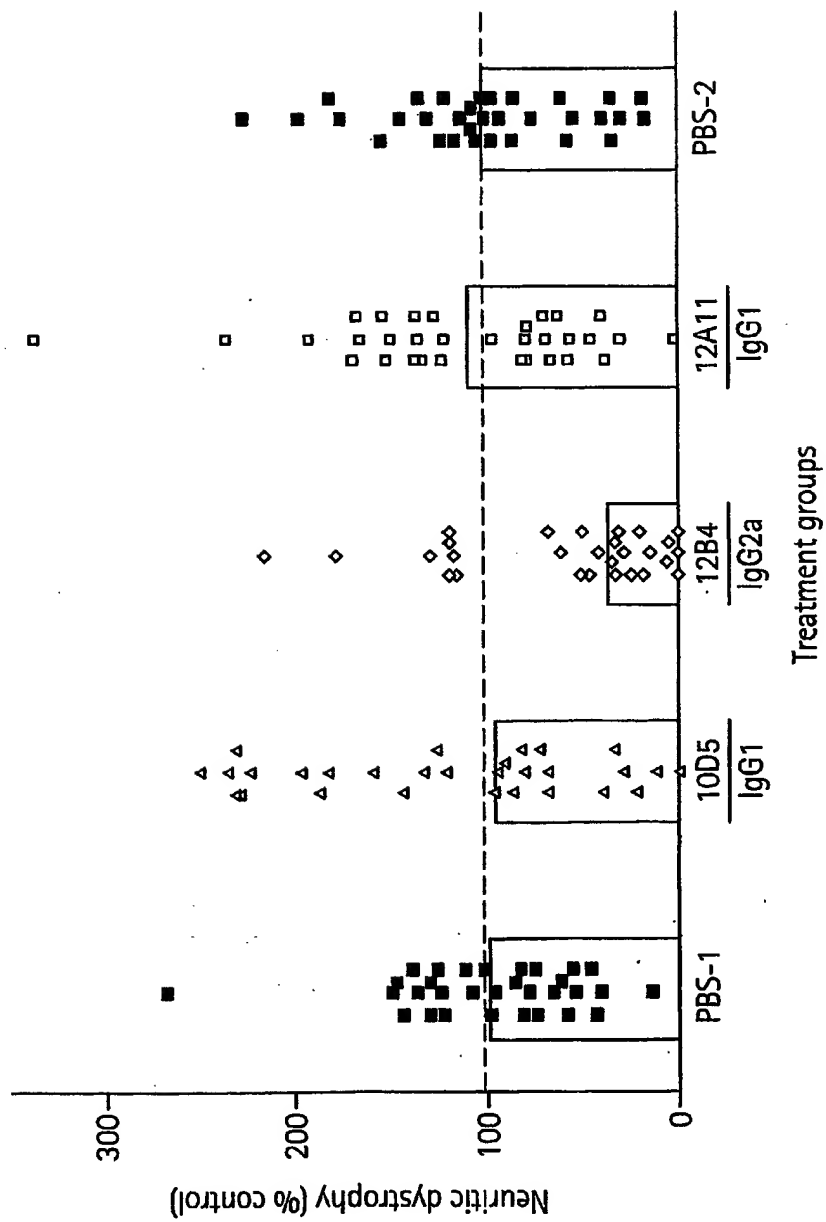 Neuritic dystrophy (% control)
300
200
100
0
PBS-1
10D5
IgG1
12B4
IgG2a
12A11
IgG1
PBS-2
Treatment groups